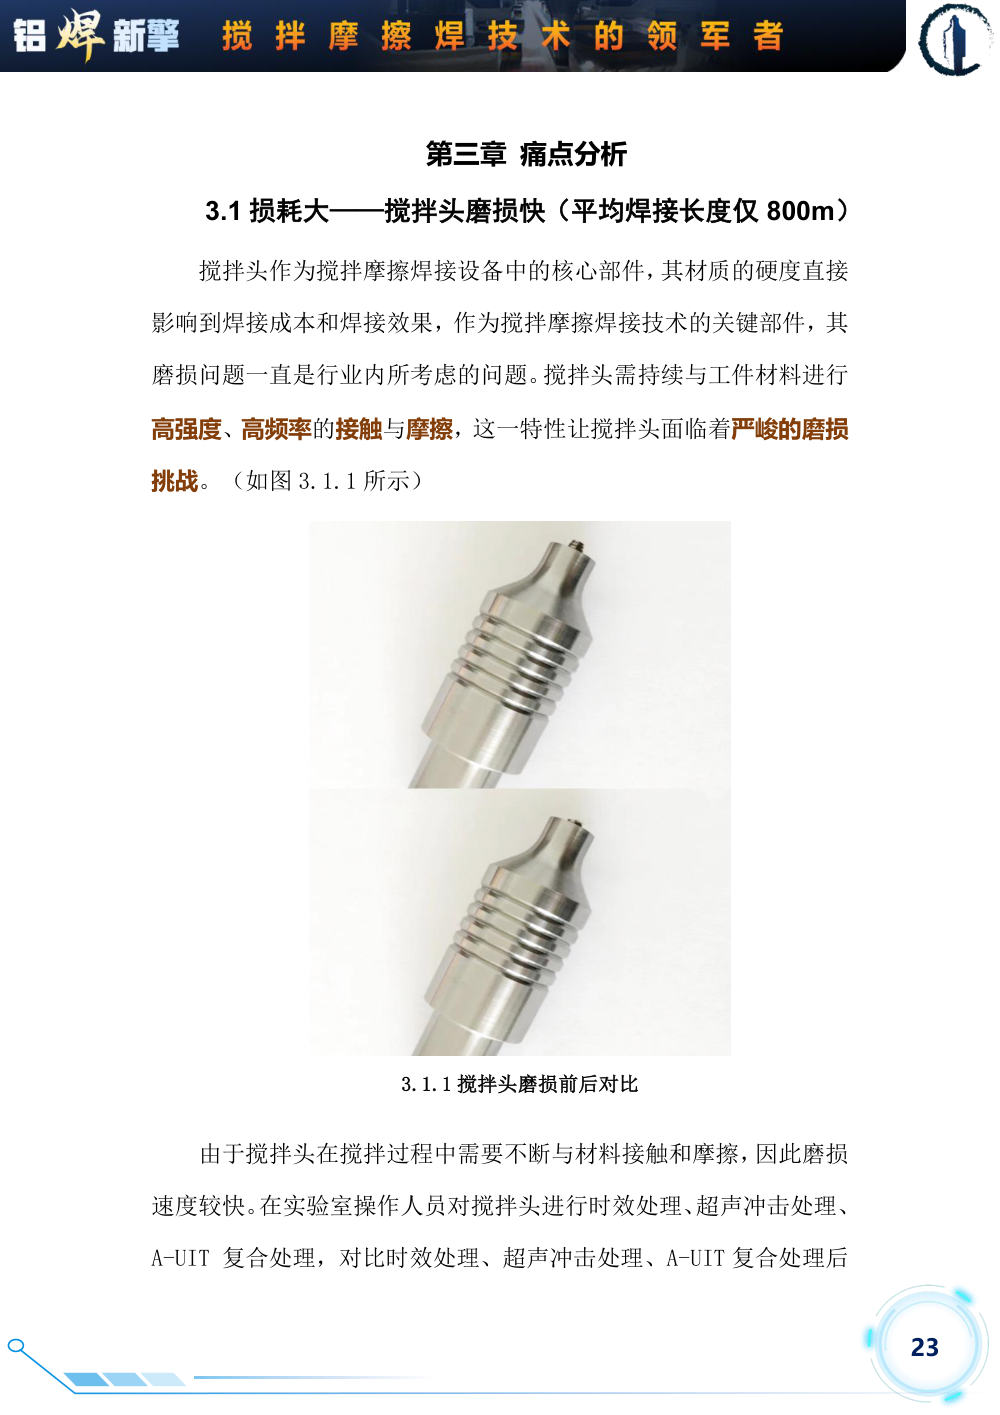 铝焊新擎 搅拌摩擦焊技术的领军者
第三章 痛点分析
3.1 损耗大——搅拌头磨损快（平均焊接长度仅 800m）
搅拌头作为搅拌摩擦焊接设备中的核心部件，其材质的硬度直接
影响到焊接成本和焊接效果，作为搅拌摩擦焊接技术的关键部件，其
磨损问题一直是行业内所考虑的问题。搅拌头需持续与工件材料进行
高强度、高频率的接触与摩擦，这一特性让搅拌头面临着严峻的磨损
挑战。（如图 3.1.1 所示）
3.1.1 搅拌头磨损前后对比
由于搅拌头在搅拌过程中需要不断与材料接触和摩擦，因此磨损
速度较快。在实验室操作人员对搅拌头进行时效处理、超声冲击处理、
A-UIT 复合处理，对比时效处理、超声冲击处理、A-UIT 复合处理后
23